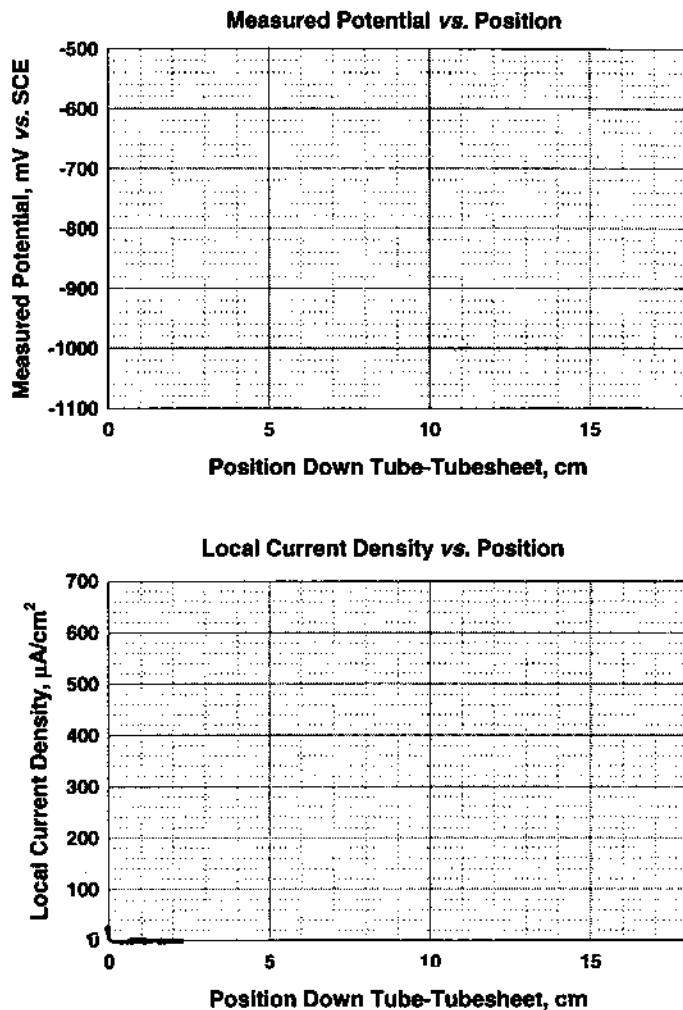 Measured Potential vs. Position
Measured Potential, mV vs. SCE
-500
-600
-700
-800
-900
-1000
-1100
0 5 10 15
Position Down Tube-Tubesheet, cm
Local Current Density vs. Position
Local Current Density, µA/cm²
700
600
500
400
300
200
100
0
0 5 10 15
Position Down Tube-Tubesheet, cm